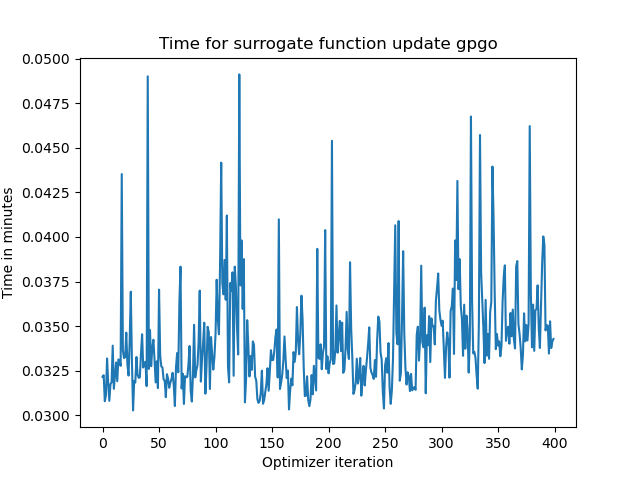 Time for surrogate function update gpgo
0.0500
0.0475
0.0450
0.0425
0.0400
0.0375
0.0350
0.0325
0.0300
Time in minutes
0 50 100 150 200 250 300 350 400
Optimizer iteration